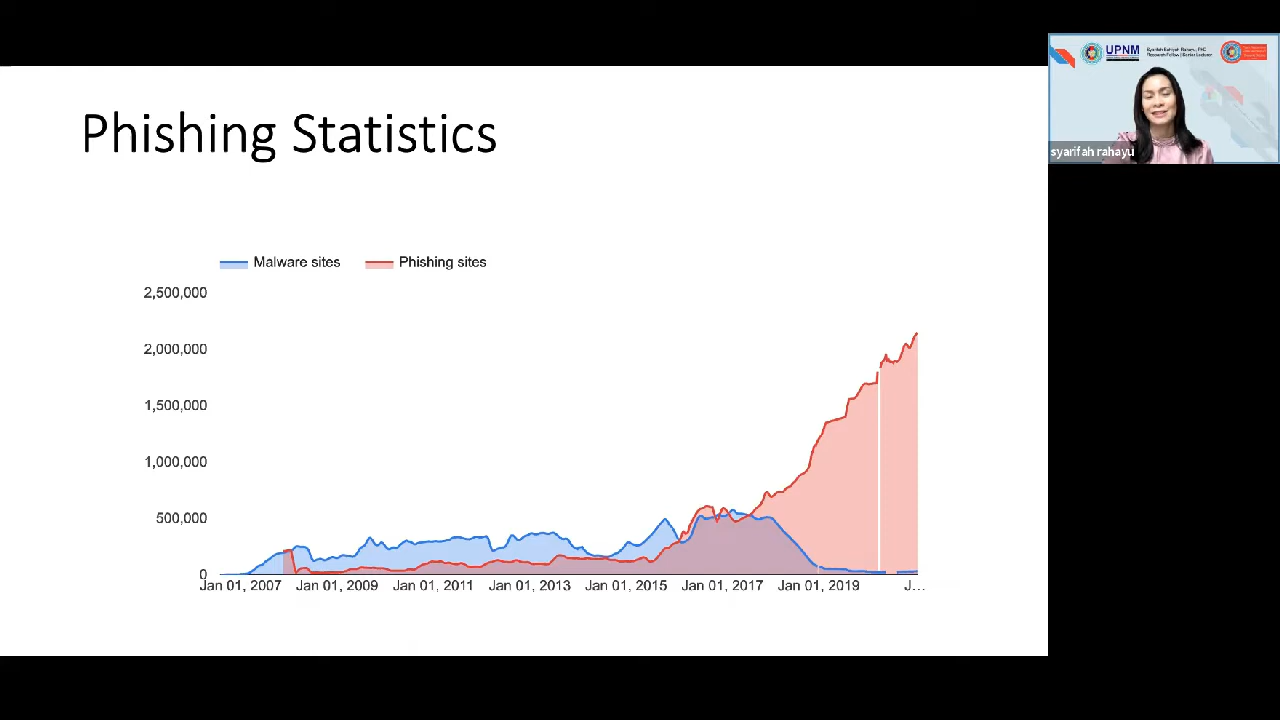 Phishing Statistics
Malware sites Phishing sites
2,500,000
2,000,000
1,500,000
1,000,000
500,000
0
Jan 01, 2007 Jan 01, 2009 Jan 01, 2011 Jan 01, 2013 Jan 01, 2015 Jan 01, 2017 Jan 01, 2019 J…
UPNM
syarifah rahayu